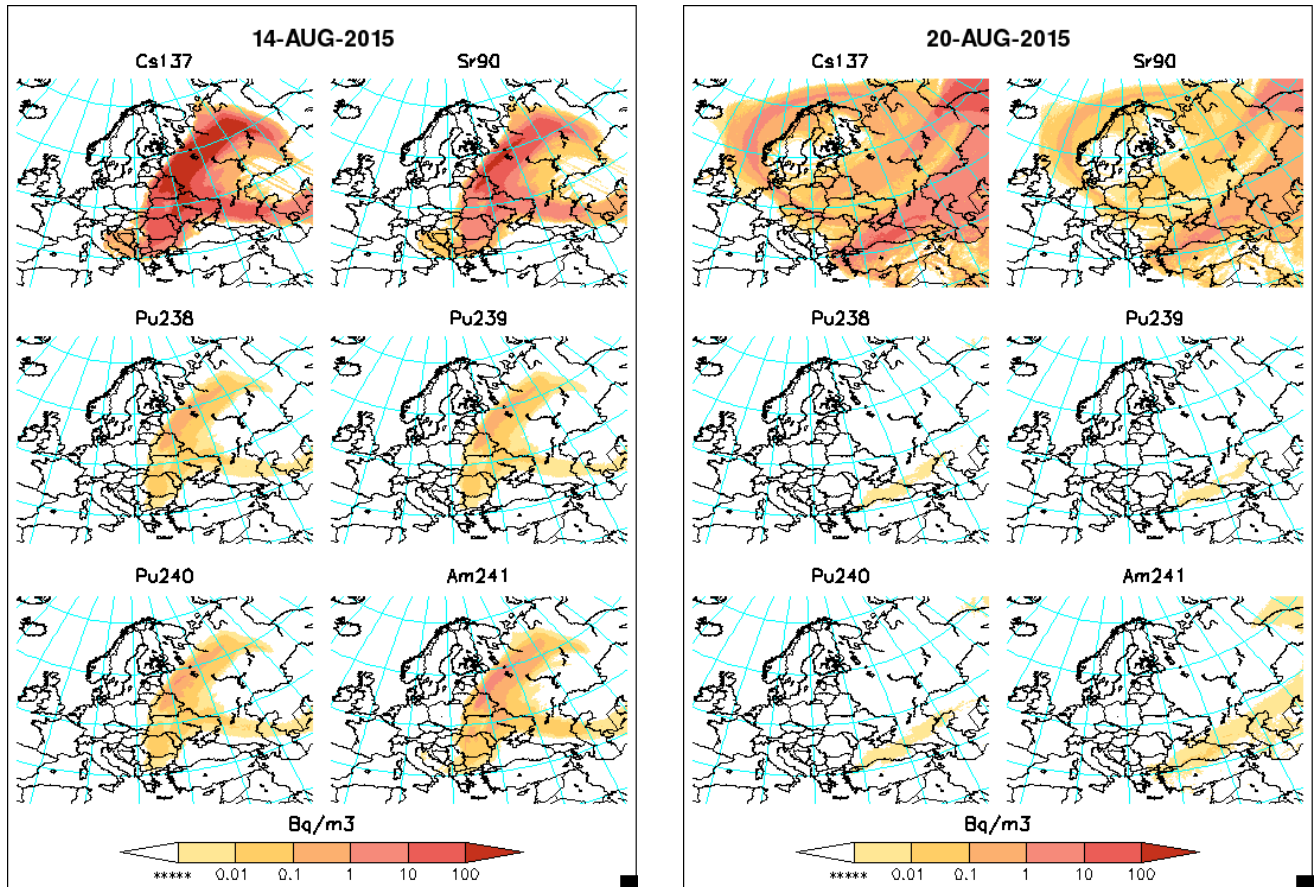 14-AUG-2015
Cs137 Sr90
Pu238 Pu239
Pu240 Am241
Bq/m3
***** 0.01 0.1 1 10 100
20-AUG-2015
Cs137 Sr90
Pu238 Pu239
Pu240 Am241
Bq/m3
***** 0.01 0.1 1 10 100